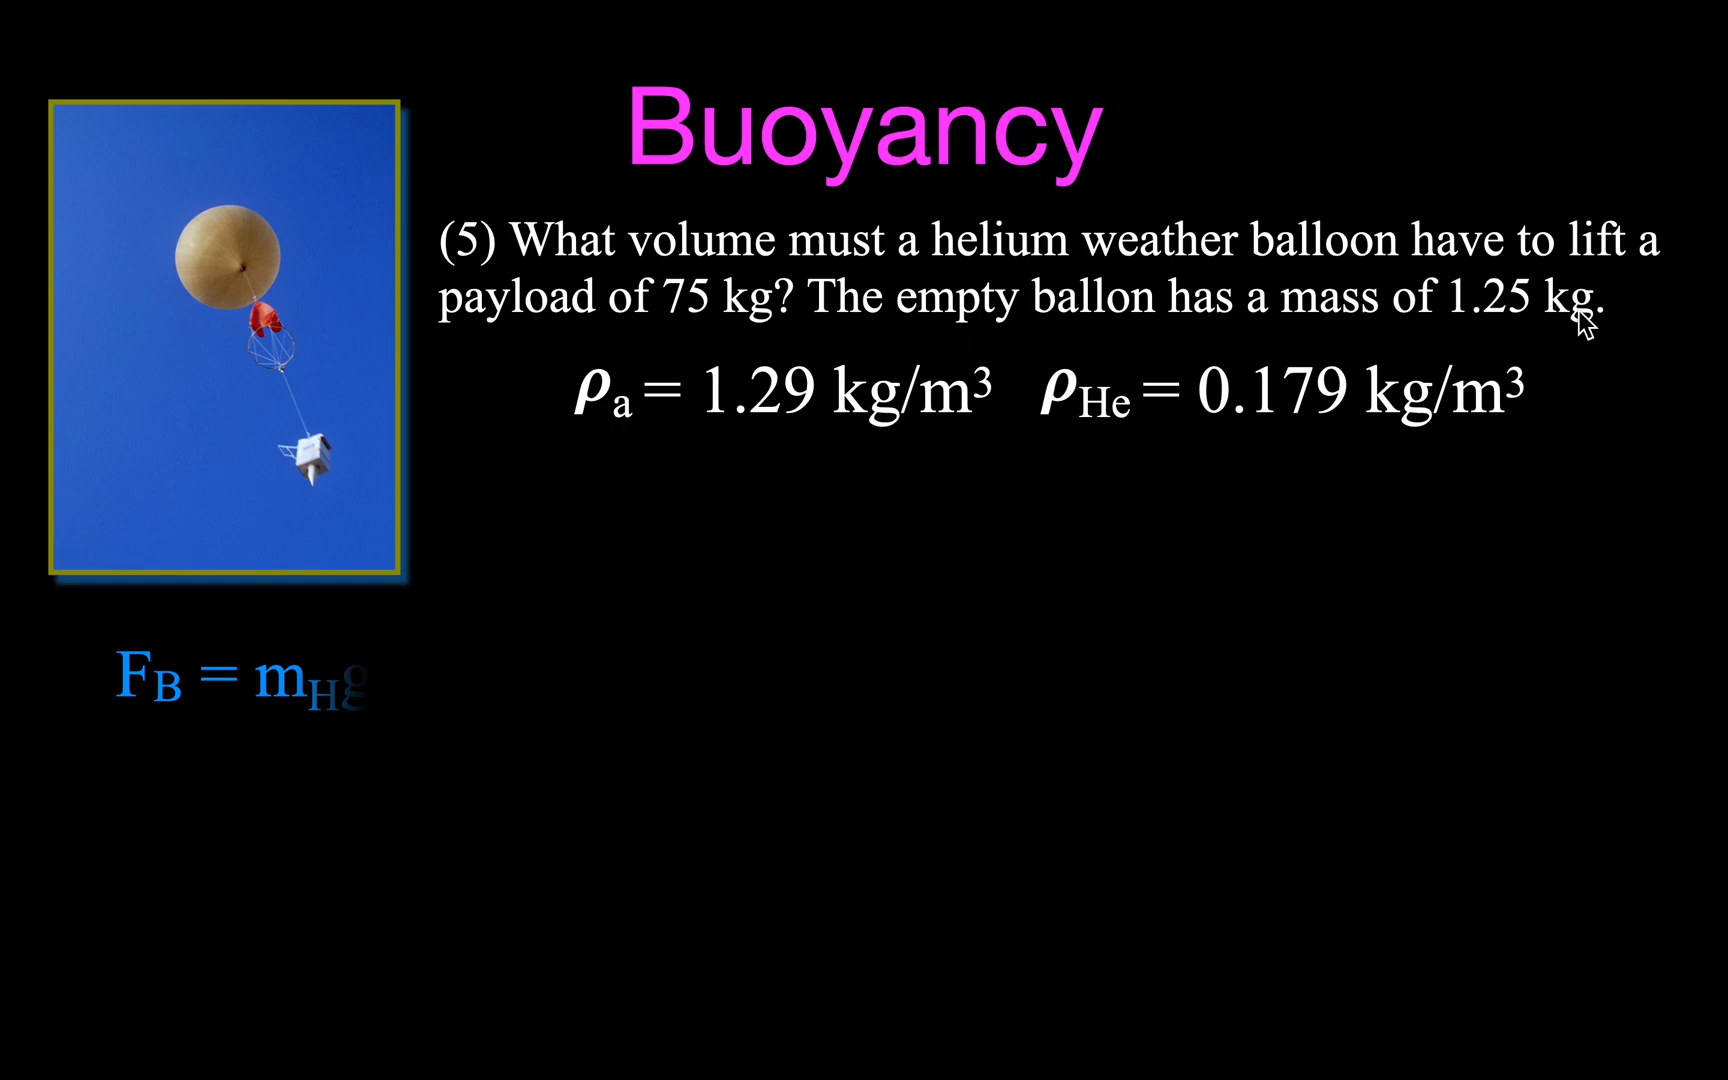 Buoyancy
(5) What volume must a helium weather balloon have to lift a
payload of 75 kg? The empty ballon has a mass of 1.25 kg.
ρₐ = 1.29 kg/m³ ρHe = 0.179 kg/m³
FB = mHg